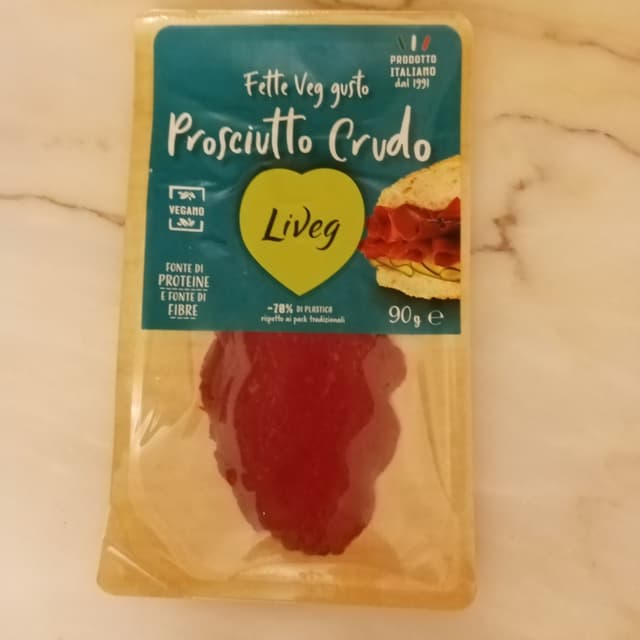 PRODOTTO
ITALIANO
dal 1991
Fette Veg gusto
Prosciutto Crudo
VEGANO
LiVeg
FONTE DI
PROTEINE
E FONTE DI
FIBRE
-70% DI PLASTICA
rispetto ai pack tradizionali
90g e